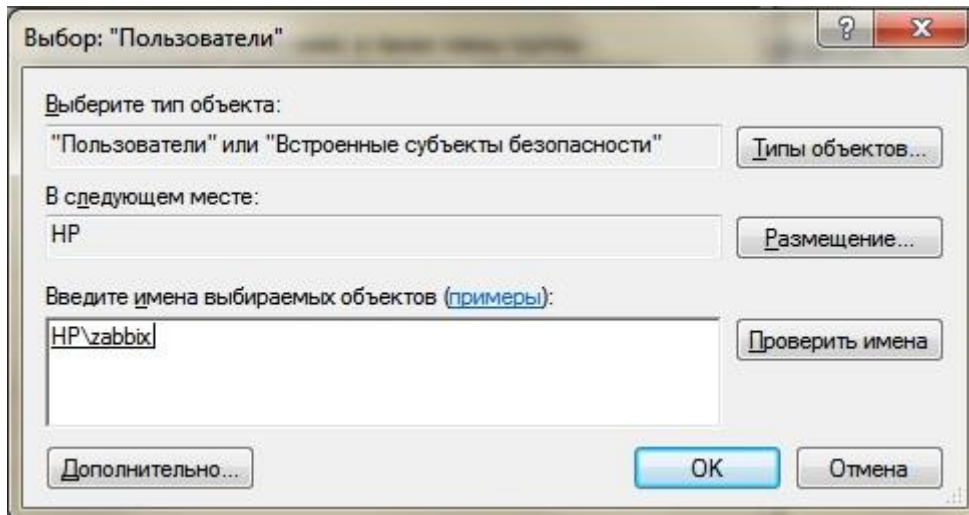 Выбор: "Пользователи"
Выберите тип объекта:
"Пользователи" или "Встроенные субъекты безопасности"
Типы объектов...
В следующем месте:
HP
Размещение...
Введите имена выбираемых объектов (примеры):
HP\zabbix
Проверить имена
Дополнительно...
OK
Отмена